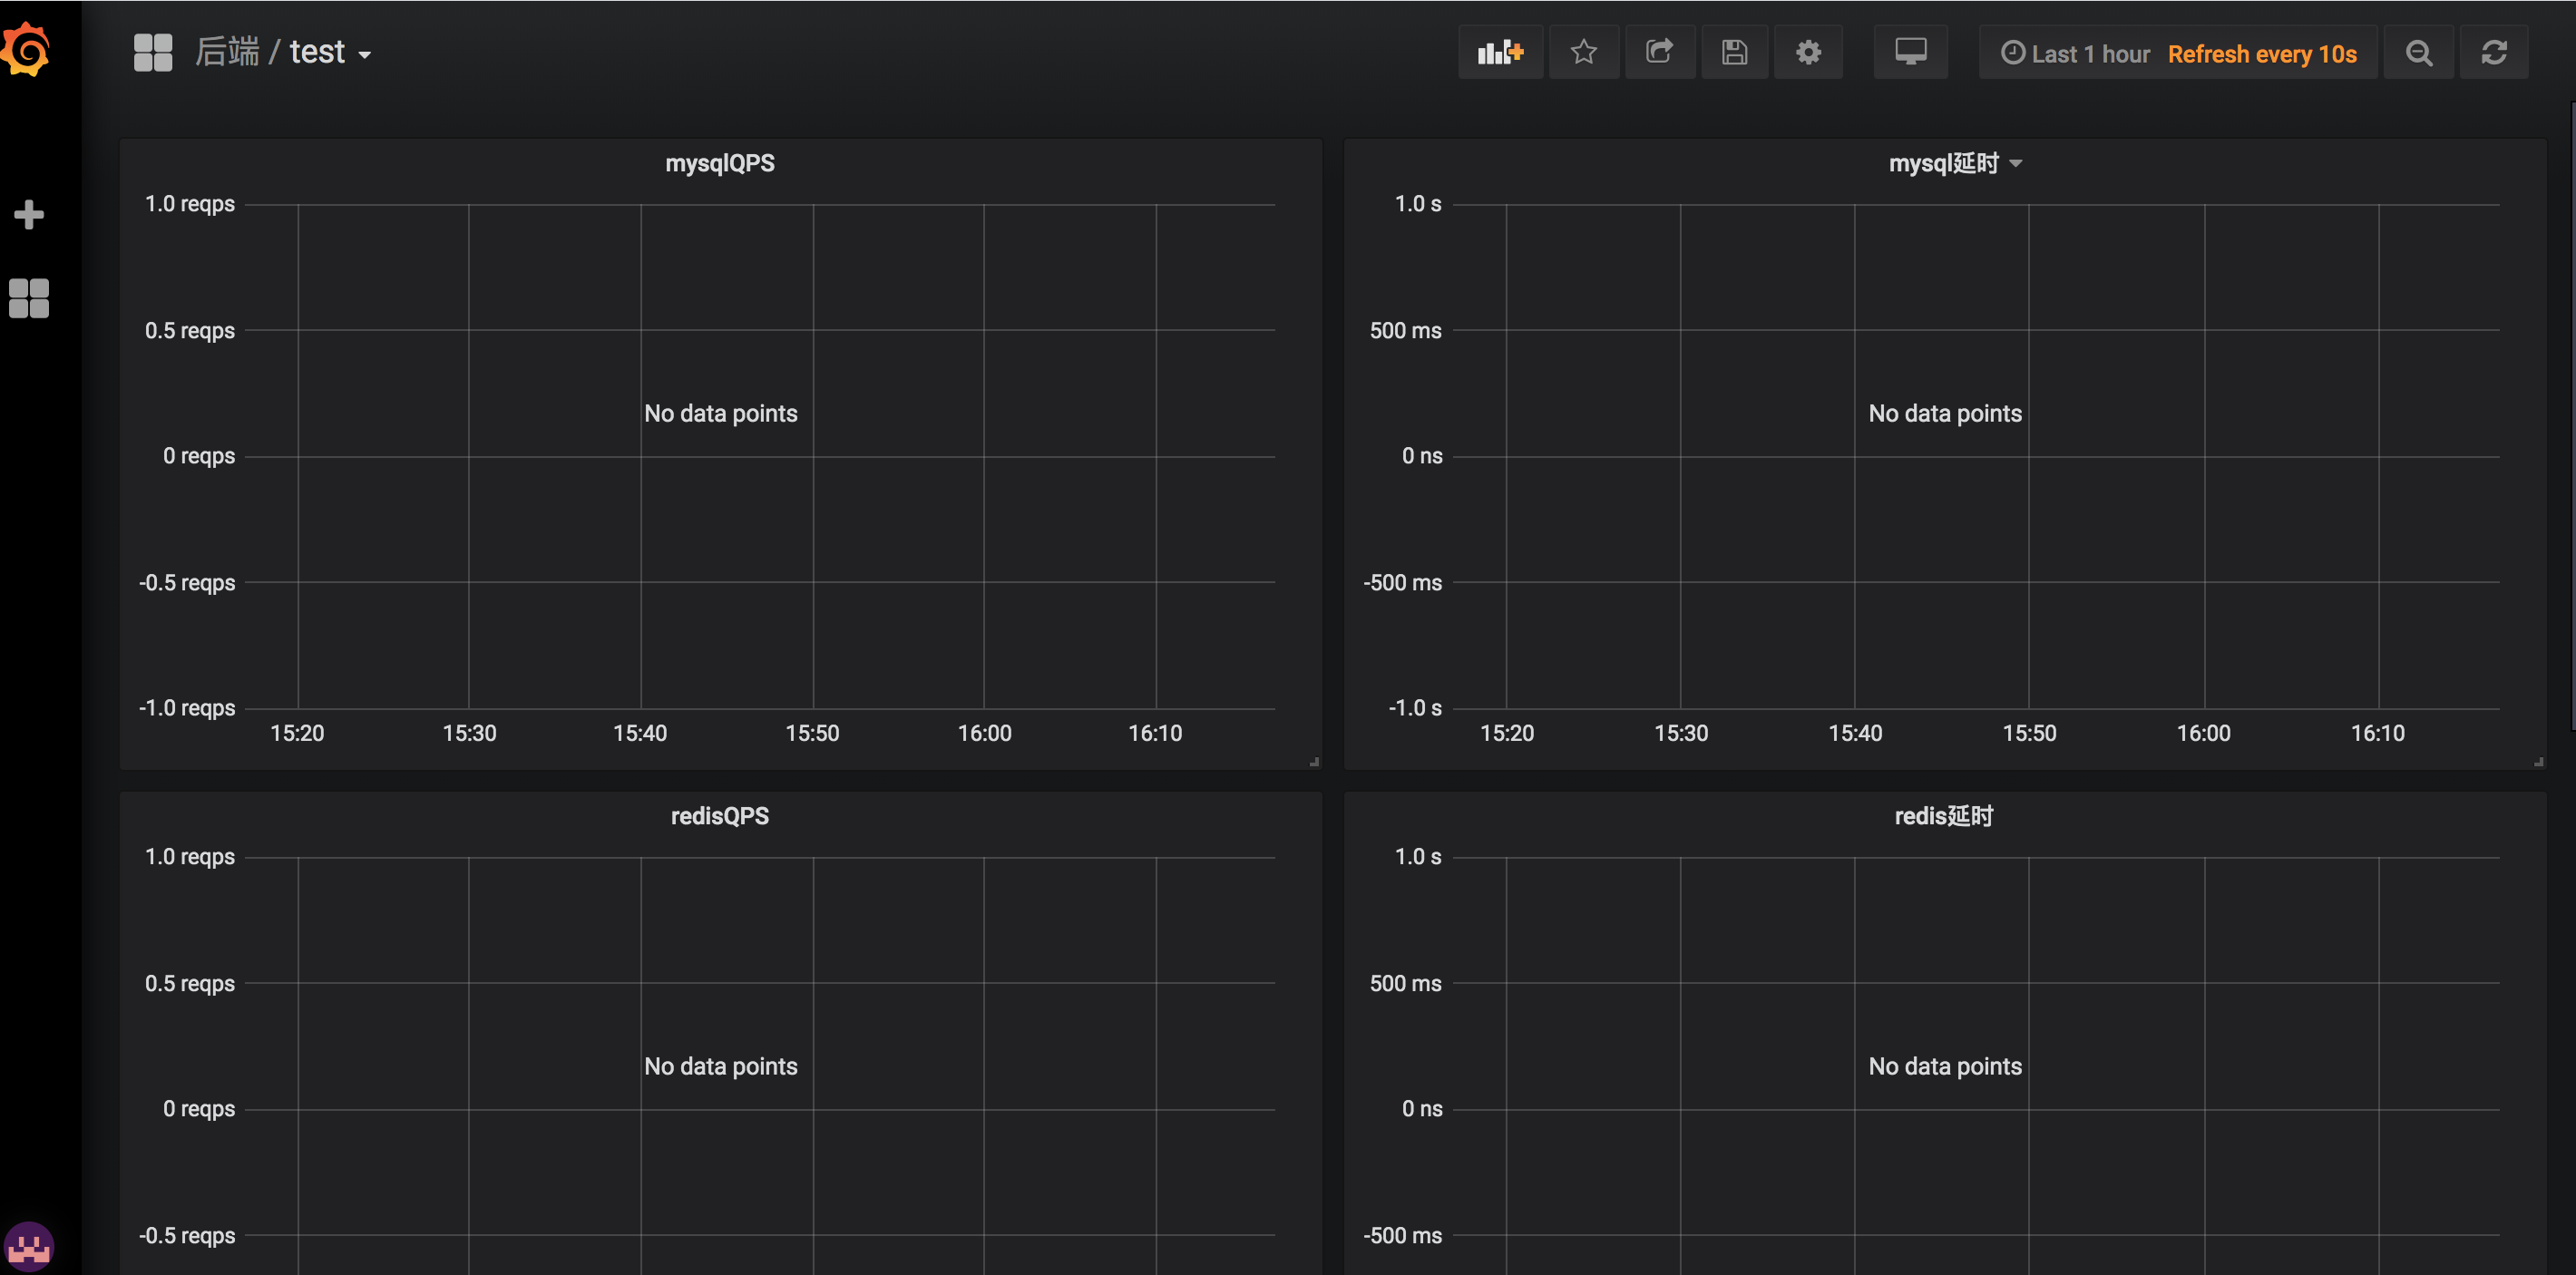 后端 / test
Last 1 hour Refresh every 10s
mysqlQPS
1.0 reqps
0.5 reqps
No data points
0 reqps
-0.5 reqps
-1.0 reqps
15:20 15:30 15:40 15:50 16:00 16:10
mysql延时
1.0 s
500 ms
No data points
0 ns
-500 ms
-1.0 s
15:20 15:30 15:40 15:50 16:00 16:10
redisQPS
1.0 reqps
0.5 reqps
No data points
0 reqps
-0.5 reqps
redis延时
1.0 s
500 ms
No data points
0 ns
-500 ms